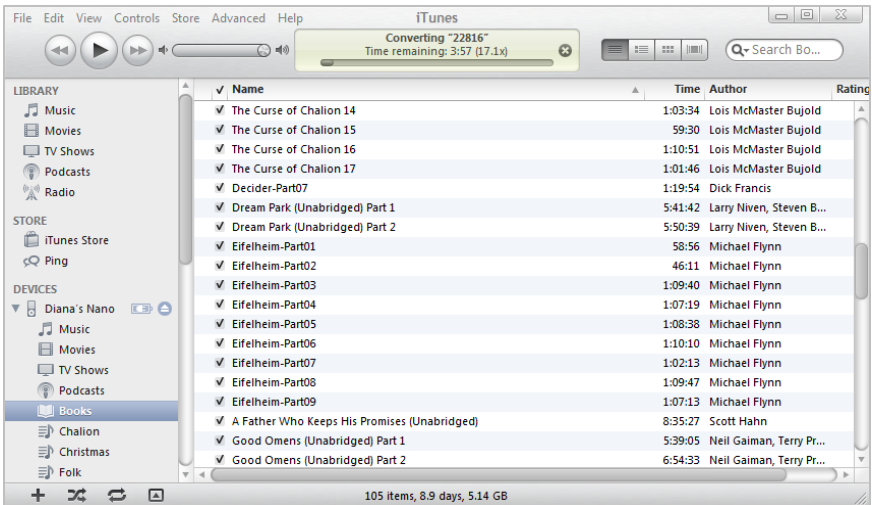 File Edit View Controls Store Advanced Help iTunes
Converting "22816"
Time remaining: 3:57 (17.1x)
Search Bo...
LIBRARY
Music
Movies
TV Shows
Podcasts
Radio
STORE
iTunes Store
Ping
DEVICES
Diana's Nano
Music
Movies
TV Shows
Podcasts
Books
Chalion
Christmas
Folk
Name Time Author Rating
The Curse of Chalion 14 1:03:34 Lois McMaster Bujold
The Curse of Chalion 15 59:30 Lois McMaster Bujold
The Curse of Chalion 16 1:10:51 Lois McMaster Bujold
The Curse of Chalion 17 1:01:46 Lois McMaster Bujold
Decider-Part07 1:19:54 Dick Francis
Dream Park (Unabridged) Part 1 5:41:42 Larry Niven, Steven B...
Dream Park (Unabridged) Part 2 5:50:39 Larry Niven, Steven B...
Eifelheim-Part01 58:56 Michael Flynn
Eifelheim-Part02 46:11 Michael Flynn
Eifelheim-Part03 1:09:40 Michael Flynn
Eifelheim-Part04 1:07:19 Michael Flynn
Eifelheim-Part05 1:08:38 Michael Flynn
Eifelheim-Part06 1:10:10 Michael Flynn
Eifelheim-Part07 1:02:13 Michael Flynn
Eifelheim-Part08 1:09:47 Michael Flynn
Eifelheim-Part09 1:07:13 Michael Flynn
A Father Who Keeps His Promises (Unabridged) 8:35:27 Scott Hahn
Good Omens (Unabridged) Part 1 5:39:05 Neil Gaiman, Terry Pr...
Good Omens (Unabridged) Part 2 6:54:33 Neil Gaiman, Terry Pr...
105 items, 8.9 days, 5.14 GB